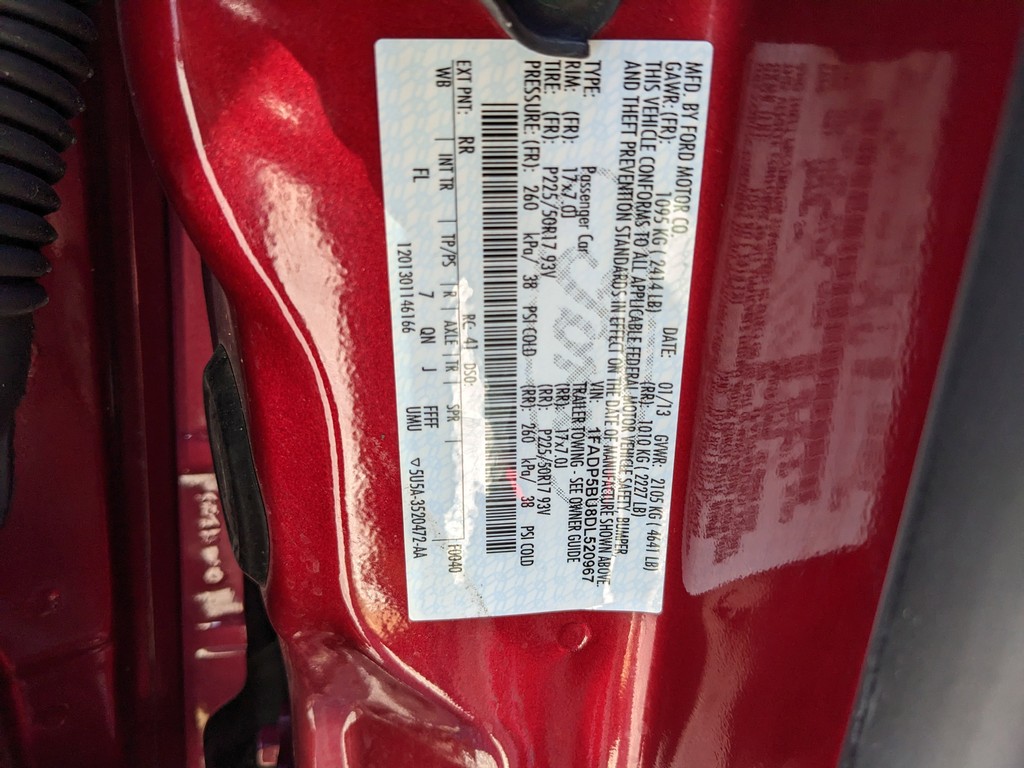 MFD. BY FORD MOTOR CO.
DATE: 01/13 GVWR: 2105 KG ( 4641 LB)
GAWR: (FR): 1095 KG ( 2414 LB) (RR): 1010 KG ( 2227 LB)
THIS VEHICLE CONFORMS TO ALL APPLICABLE FEDERAL MOTOR VEHICLE SAFETY, BUMPER,
AND THEFT PREVENTION STANDARDS IN EFFECT ON THE DATE OF MANUFACTURE SHOWN ABOVE.
VIN: 1FADP5BU8DL520967
TYPE: Passenger Car TRAILER TOWING - SEE OWNER GUIDE
RIM: (FR): 17x7.0J (RR): 17x7.0J
TIRE: (FR): P225/50R17 93V (RR): P225/50R17 93V
PRESSURE: (FR): 260 kPa/ 38 PSI COLD (RR): 260 kPa/ 38 PSI COLD
EXT PNT: RR RC: 41 DSO: F0940
WB | INT TR | TP/PS | R | AXLE | TR | SPR |
FL 7 QN J FFFF
UMU
1201301146166 ▽5U5A-3520472-AA